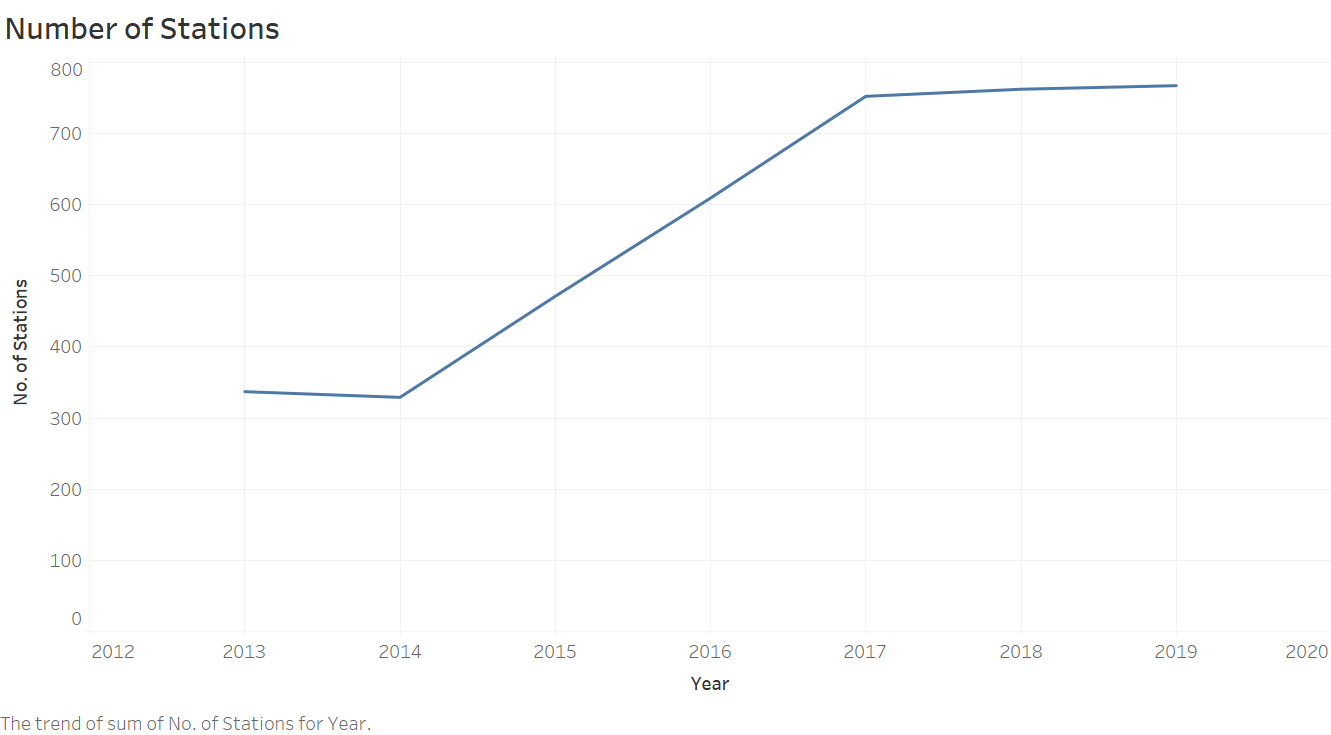 Number of Stations
800
700
600
500
400
300
200
100
0
No. of Stations
2012 2013 2014 2015 2016 2017 2018 2019 2020
Year
The trend of sum of No. of Stations for Year.